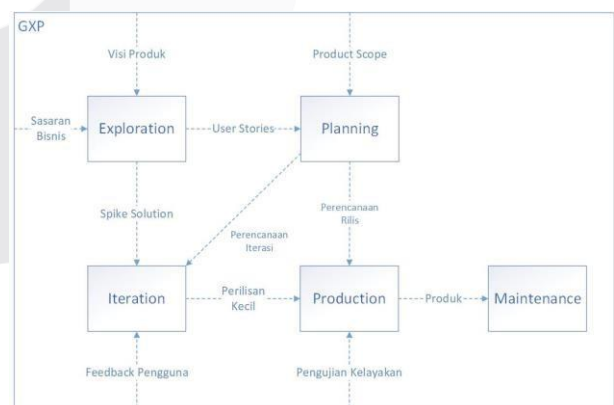 GXP
Visi Produk
Product Scope
Sasaran
Bisnis
Exploration
User Stories
Planning
Spike Solution
Perencanaan
Iterasi
Perencanaan
Rilis
Iteration
Perilisan
Kecil
Production
Produk
Maintenance
Feedback Pengguna
Pengujian Kelayakan